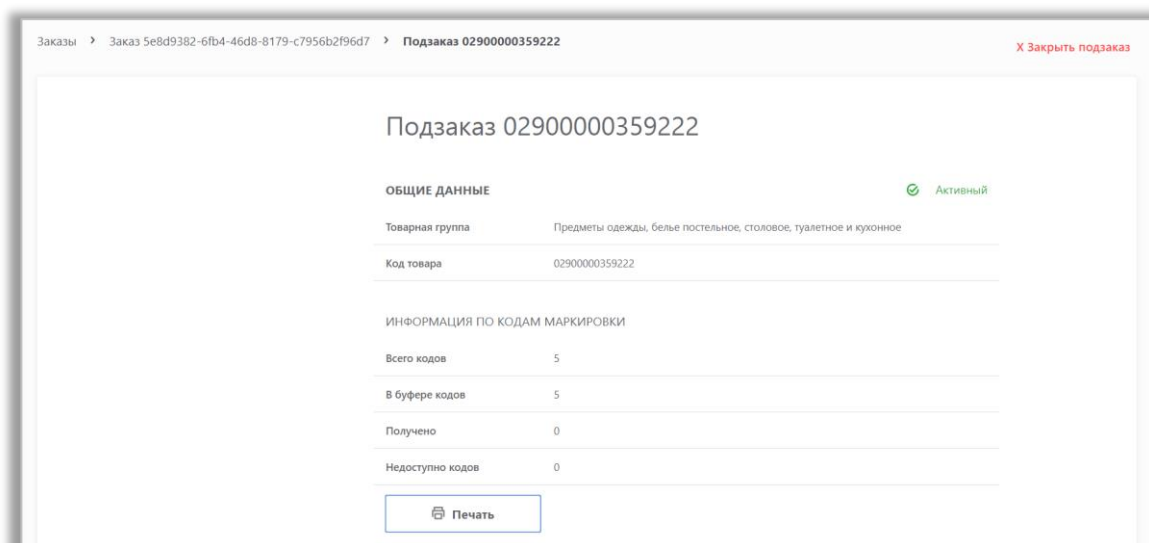 Заказы > Заказ 5e8d9382-6fb4-46d8-8179-c7956b2f96d7 > Подзаказ 02900000359222
X Закрыть подзаказ
Подзаказ 02900000359222
ОБЩИЕ ДАННЫЕ Активный
Товарная группа Предметы одежды, белье постельное, столовое, туалетное и кухонное
Код товара 02900000359222
ИНФОРМАЦИЯ ПО КОДАМ МАРКИРОВКИ
Всего кодов 5
В буфере кодов 5
Получено 0
Недоступно кодов 0
Печать